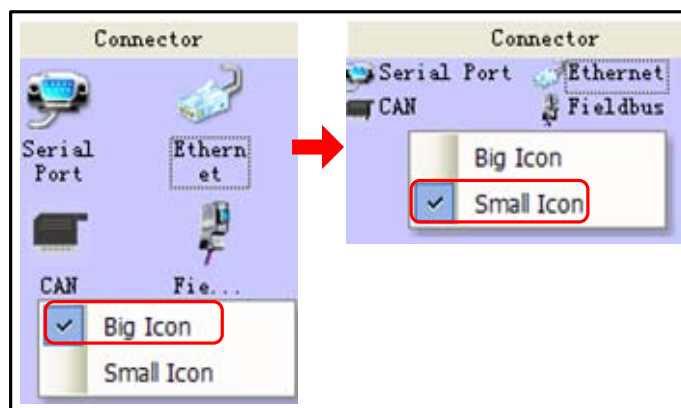 Connector
Serial Port
Ethern et
CAN
Fie...
Big Icon
Small Icon
Connector
Serial Port
Ethernet
CAN
Fieldbus
Big Icon
Small Icon